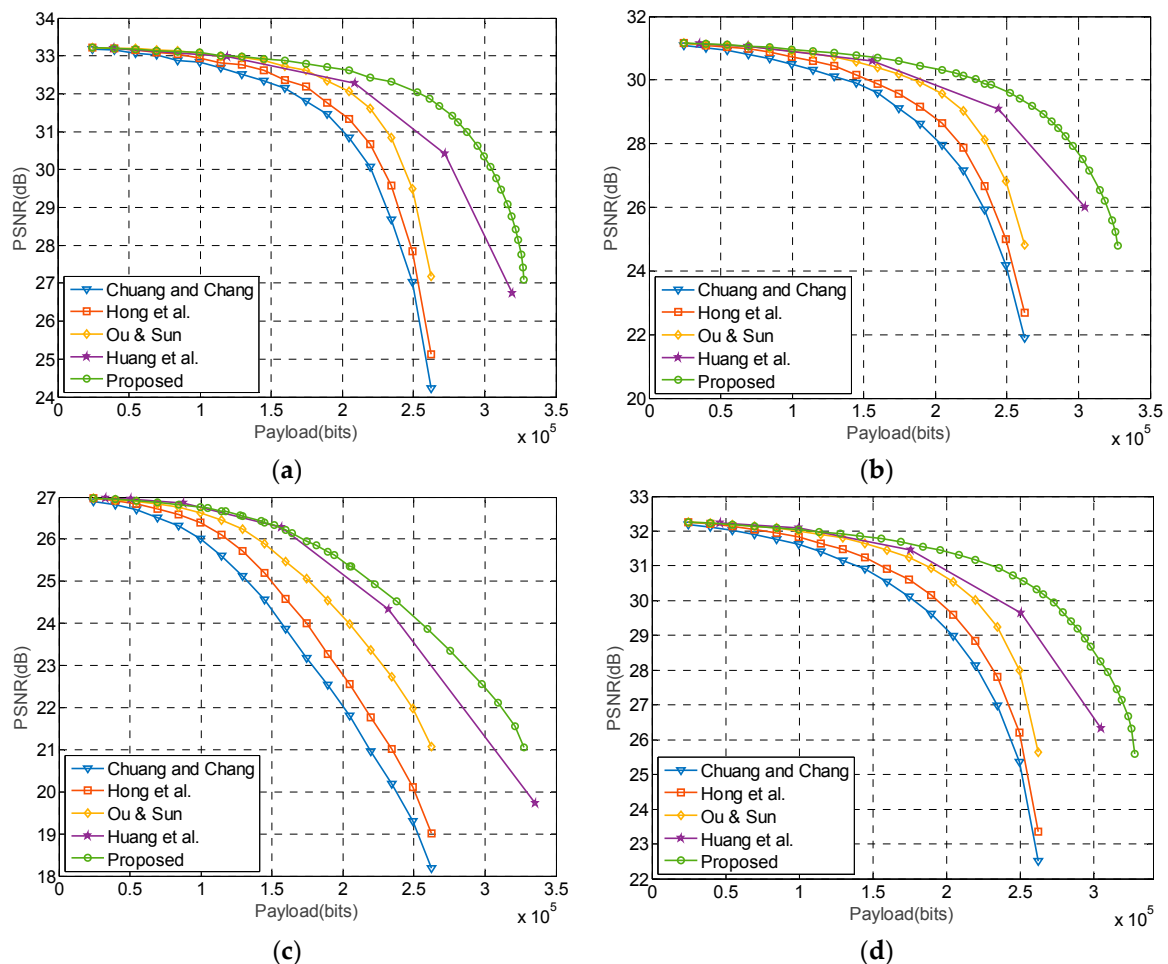 34
33
32
31
30
29
28
27
26
25
24
PSNR(dB)
Chuang and Chang
Hong et al.
Ou & Sun
Huang et al.
Proposed
0 0.5 1 1.5 2 2.5 3 3.5
Payload(bits)
x 10^5
(a)
32
30
28
26
24
22
20
PSNR(dB)
Chuang and Chang
Hong et al.
Ou & Sun
Huang et al.
Proposed
0 0.5 1 1.5 2 2.5 3 3.5
Payload(bits)
x 10^5
(b)
27
26
25
24
23
22
21
20
19
18
PSNR(dB)
Chuang and Chang
Hong et al.
Ou & Sun
Huang et al.
Proposed
0 0.5 1 1.5 2 2.5 3 3.5
Payload(bits)
x 10^5
(c)
33
32
31
30
29
28
27
26
25
24
23
22
PSNR(dB)
Chuang and Chang
Hong et al.
Ou & Sun
Huang et al.
Proposed
0 0.5 1 1.5 2 2.5 3
Payload(bits)
x 10^5
(d)